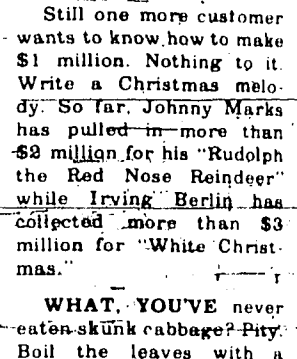 Still one more customer
wants to know how to make
$1 million. Nothing to it.
Write a Christmas melo-
dy. So far, Johnny Marks
has pulled in more than
$2 million for his "Rudolph
the Red Nose Reindeer"
while Irving Berlin has
collected more than $3
million for "White Christ-
mas."
WHAT, YOU'VE never
eaten skunk cabbage? Pity.
Boil the leaves with a